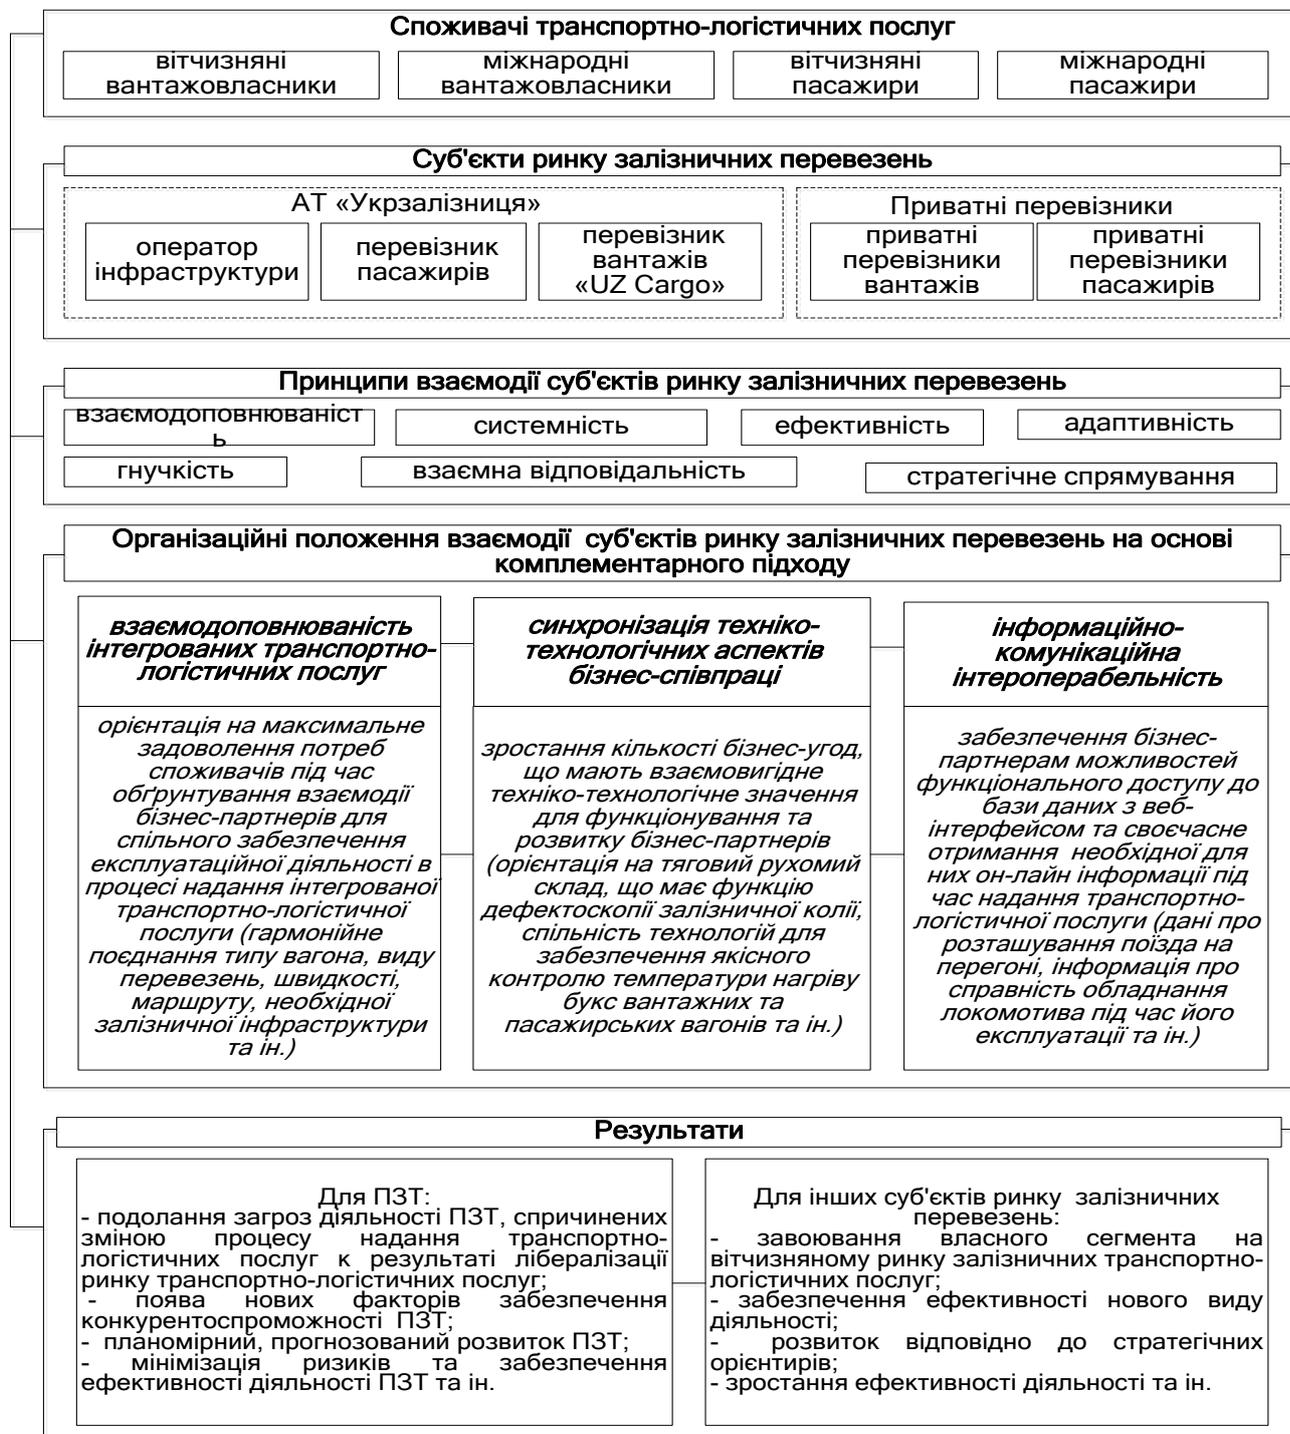 Споживачі транспортно-логістичних послуг
вітчизняні
вантажовласники
міжнародні
вантажовласники
вітчизняні
пасажири
міжнародні
пасажири
Суб'єкти ринку залізничних перевезень
АТ «Укрзалізниця»
оператор
інфраструктури
перевізник
пасажирів
перевізник
вантажів
«UZ Cargo»
Приватні перевізники
приватні
перевізники
вантажів
приватні
перевізники
пасажирів
Принципи взаємодії суб'єктів ринку залізничних перевезень
взаємодоповнюваніст
ь
системність
ефективність
адаптивність
гнучкість
взаємна відповідальність
стратегічне спрямування
Організаційні положення взаємодії  суб'єктів ринку залізничних перевезень на основі
комплементарного підходу
взаємодоповнюваність
інтегрованих транспортно-
логістичних послуг
орієнтація на максимальне
задоволення потреб
споживачів під час
обґрунтування взаємодії
бізнес-партнерів для
спільного забезпечення
експлуатаційної діяльності в
процесі надання інтегрованої
транспортно-логістичної
послуги (гармонійне
поєднання типу вагона, виду
перевезень, швидкості,
маршруту, необхідної
залізничної інфраструктури
та ін.)
синхронізація техніко-
технологічних аспектів
бізнес-співпраці
зростання кількості бізнес-угод,
що мають взаємовигідне
техніко-технологічне значення
для функціонування та
розвитку бізнес-партнерів
(орієнтація на тяговий рухомий
склад, що має функцію
дефектоскопії залізничної колії,
спільність технологій для
забезпечення якісного
контролю температури нагріву
букс вантажних та
пасажирських вагонів та ін.)
інформаційно-
комунікаційна
інтероперабельність
забезпечення бізнес-
партнерам можливостей
функціонального доступу до
бази даних з веб-
інтерфейсом та своєчасне
отримання  необхідної для
них он-лайн інформації під
час надання транспортно-
логістичної послуги (дані про
розташування поїзда на
перегоні, інформація про
справність обладнання
локомотива під час його
експлуатації та ін.)
Результати
Для ПЗТ:
- подолання загроз діяльності ПЗТ, спричинених
зміною процесу надання транспортно-
логістичних послуг к результаті лібералізації
ринку транспортно-логістичних послуг;
- поява нових факторів забезпечення
конкурентоспроможності  ПЗТ;
- планомірний, прогнозований розвиток ПЗТ;
- мінімізація ризиків та забезпечення
ефективності діяльності ПЗТ та ін.
Для інших суб'єктів ринку  залізничних
перевезень:
- завоювання власного сегмента на
вітчизняному ринку залізничних транспортно-
логістичних послуг;
- забезпечення ефективності нового виду
діяльності;
- розвиток відповідно до стратегічних
орієнтирів;
- зростання ефективності діяльності та ін.